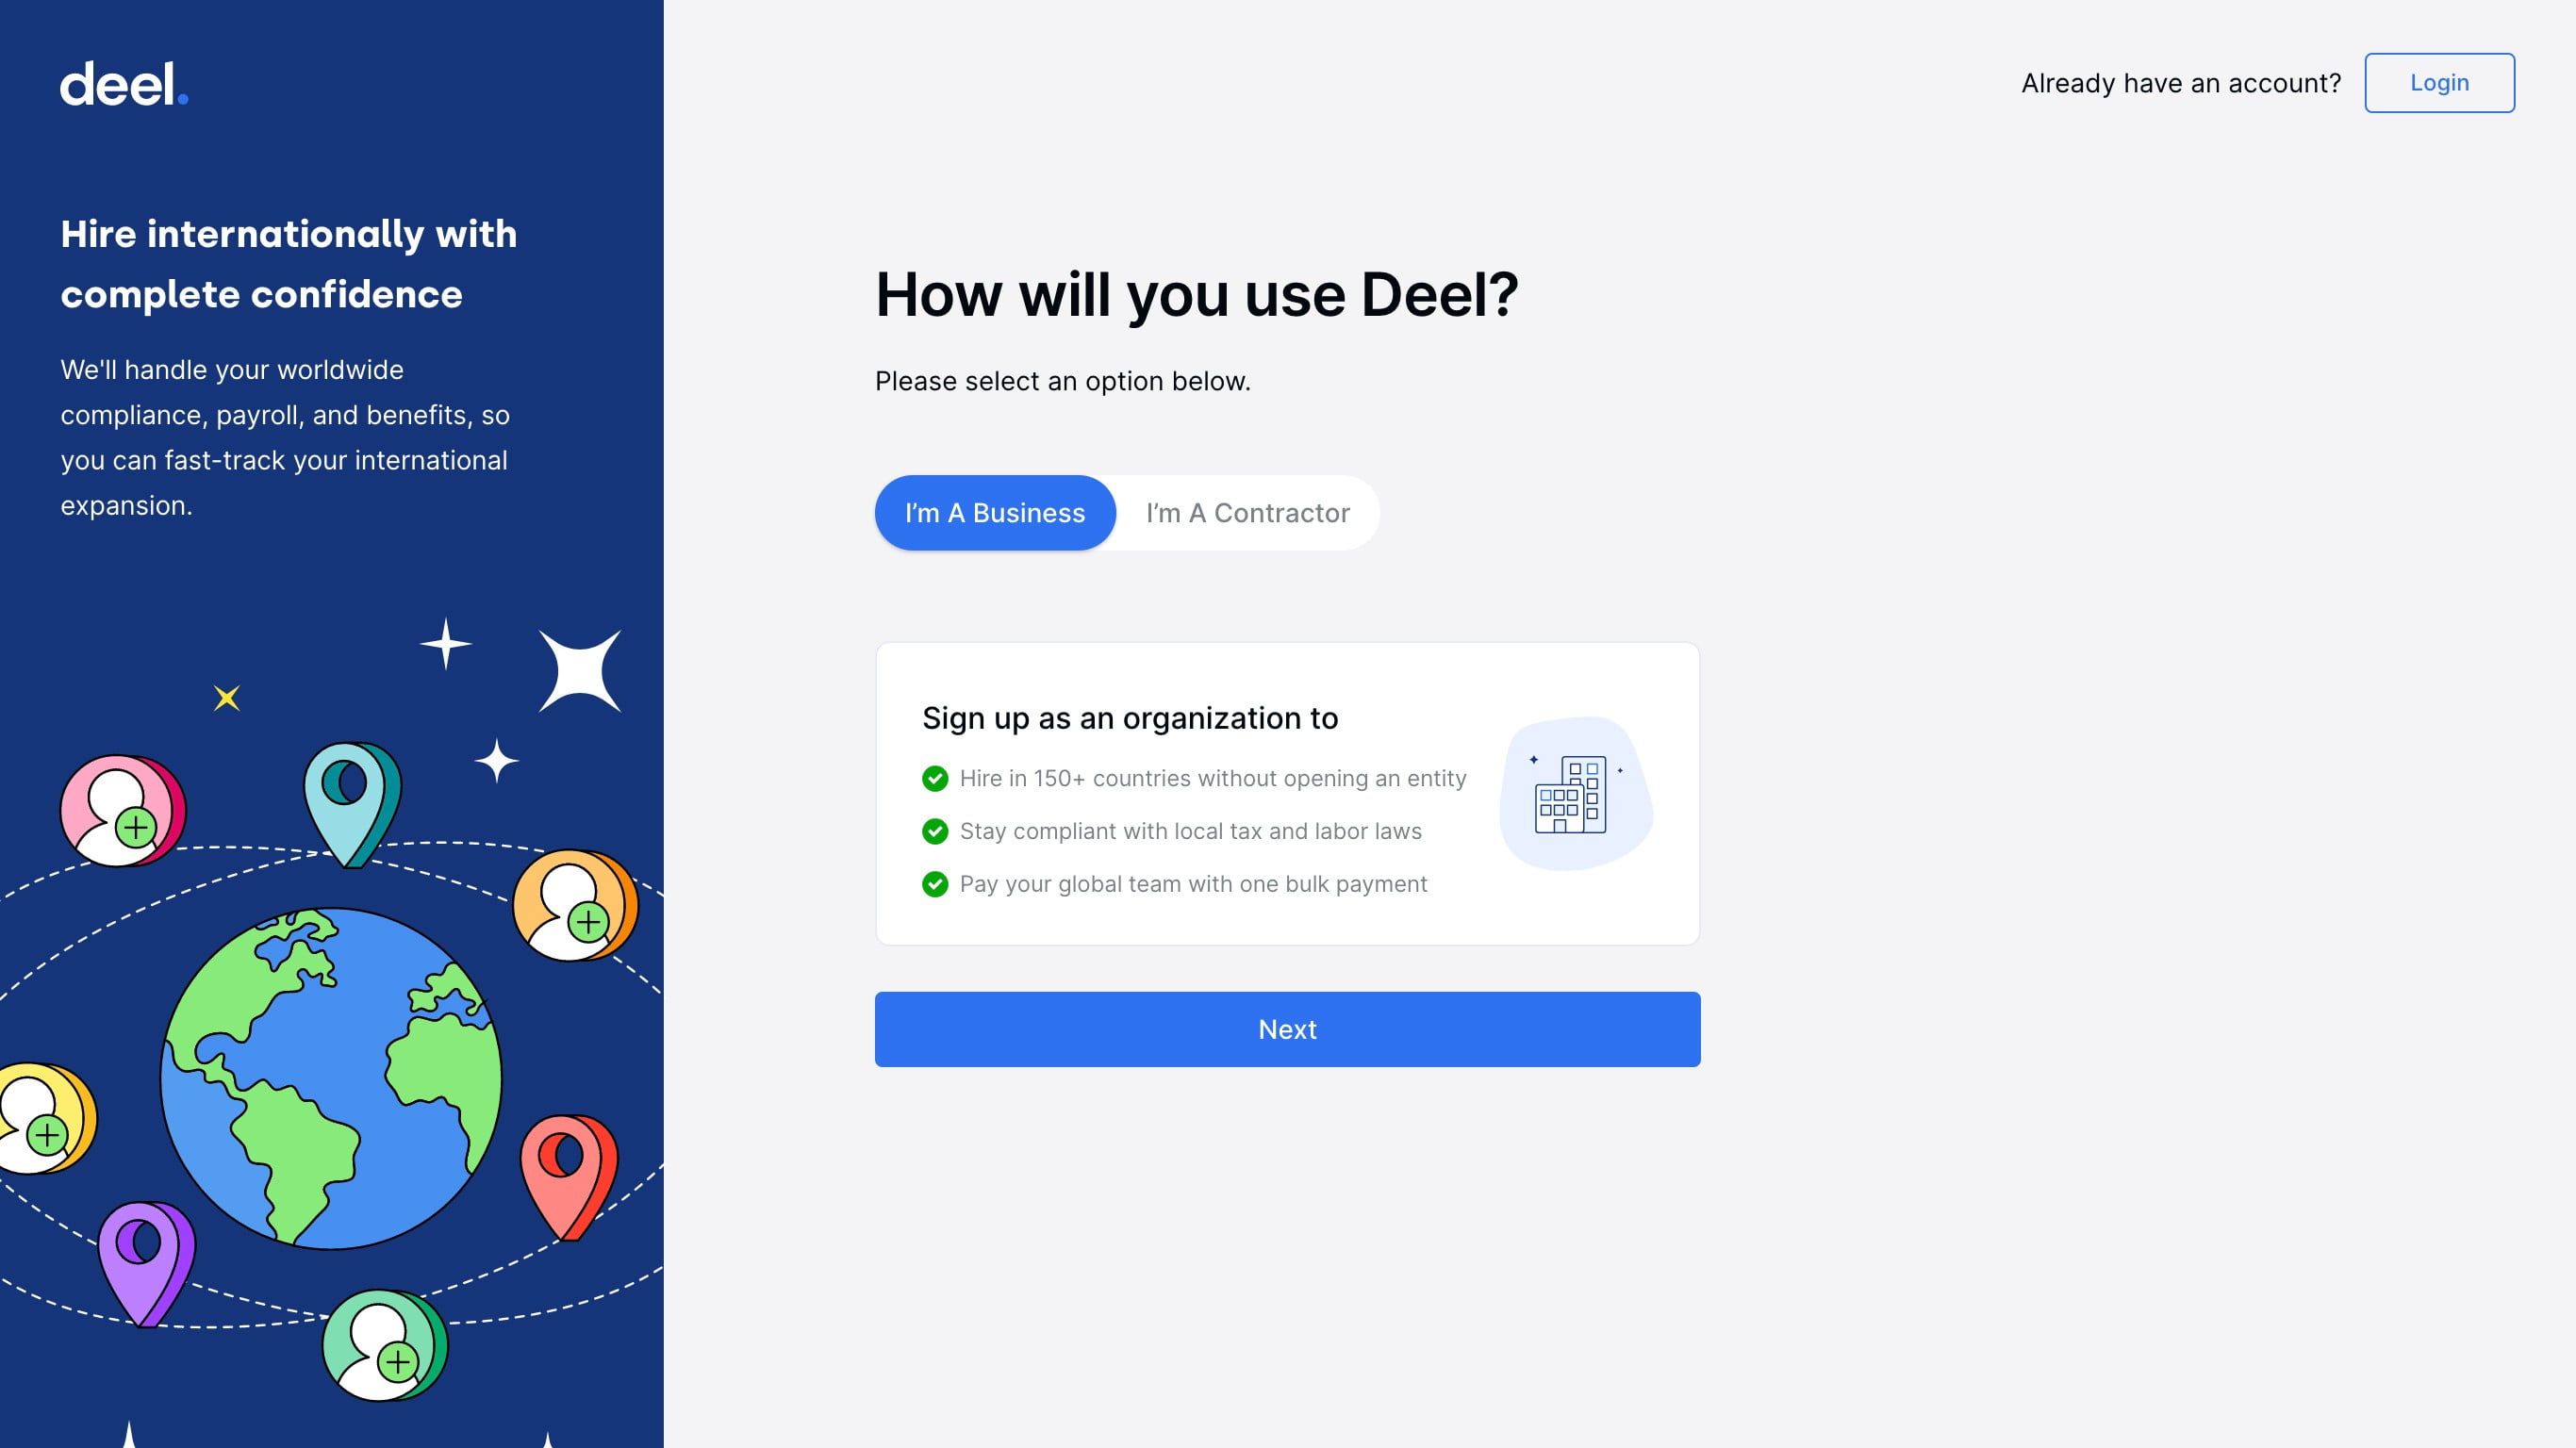 deel.
Hire internationally with
complete confidence
We'll handle your worldwide
compliance, payroll, and benefits, so
you can fast-track your international
expansion.
Already have an account?
Login
How will you use Deel?
Please select an option below.
I’m A Business
I’m A Contractor
Sign up as an organization to
Hire in 150+ countries without opening an entity
Stay compliant with local tax and labor laws
Pay your global team with one bulk payment
Next